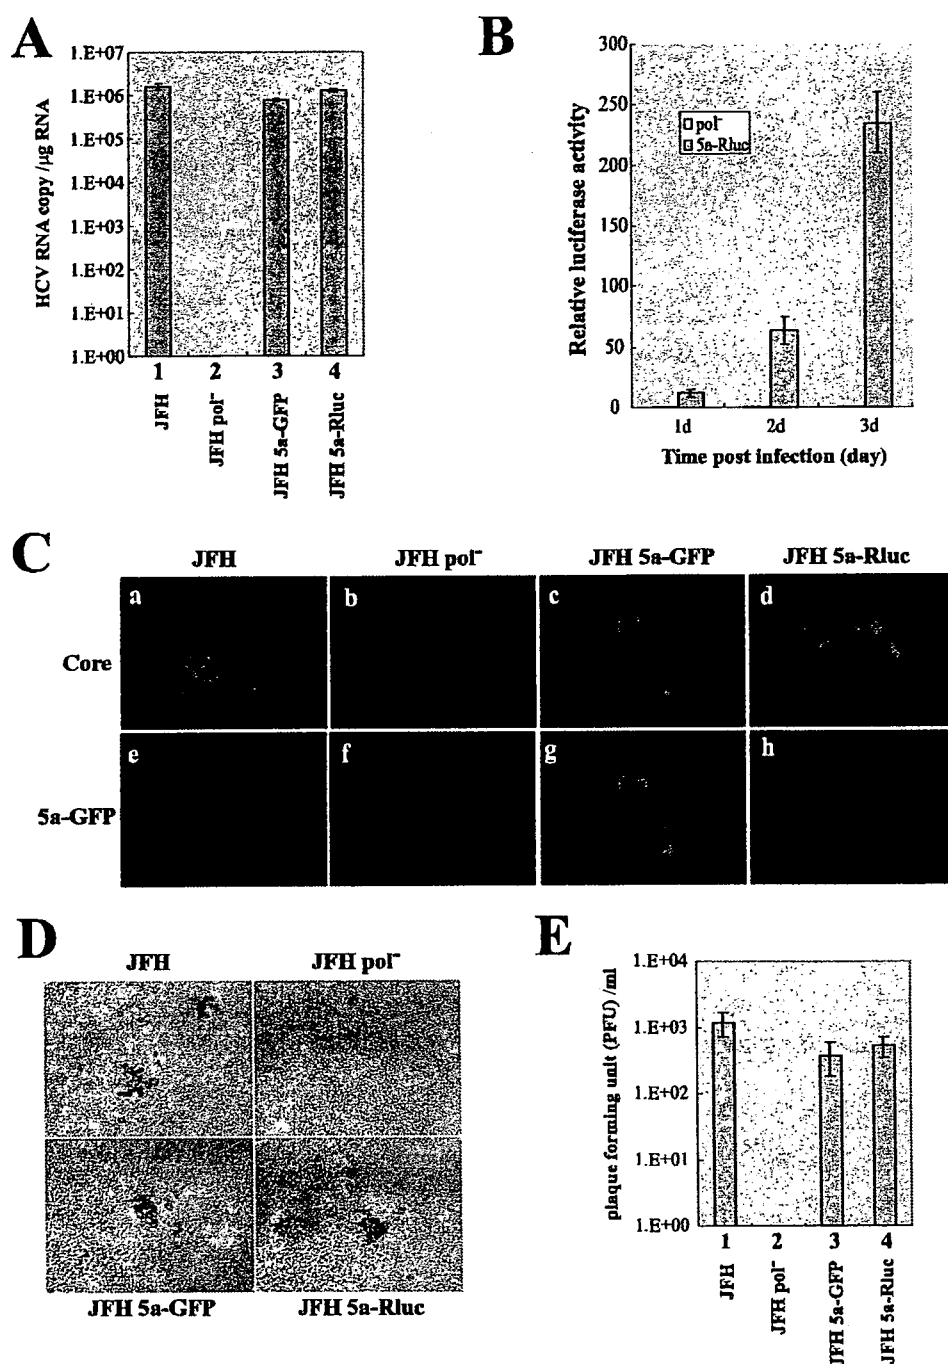 A
1.E+07
1.E+06
1.E+05
1.E+04
1.E+03
1.E+02
1.E+01
1.E+00
HCV RNA copy /µg RNA
1 2 3 4
JFH
JFH pol⁻
JFH 5a-GFP
JFH 5a-Rluc
B
300
250
200
150
100
50
0
Relative luciferase activity
pol⁻
5a-Rluc
1d 2d 3d
Time post infection (day)
C
JFH JFH pol⁻ JFH 5a-GFP JFH 5a-Rluc
a b c d
Core
e f g h
5a-GFP
D
JFH JFH pol⁻
JFH 5a-GFP JFH 5a-Rluc
E
1.E+04
1.E+03
1.E+02
1.E+01
1.E+00
plaque forming unit (PFU) /ml
1 2 3 4
JFH
JFH pol⁻
JFH 5a-GFP
JFH 5a-Rluc